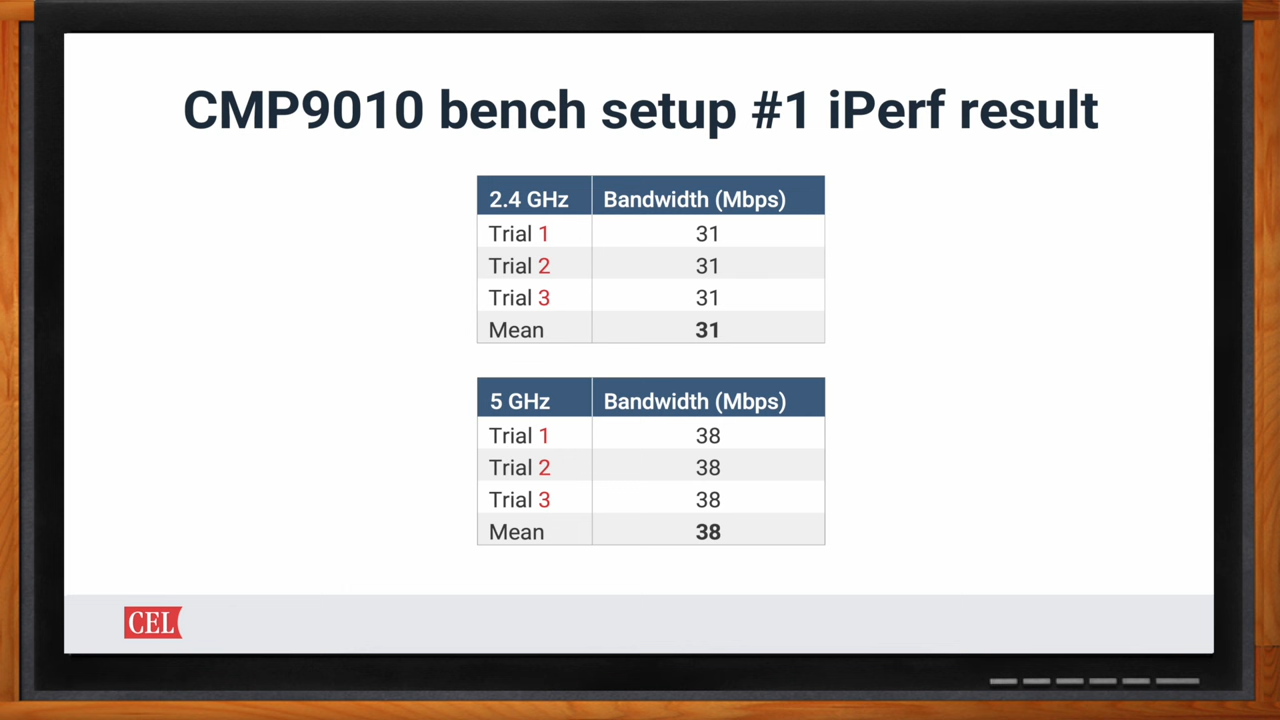 CMP9010 bench setup #1 iPerf result
2.4 GHz Bandwidth (Mbps)
Trial 1 31
Trial 2 31
Trial 3 31
Mean 31
5 GHz Bandwidth (Mbps)
Trial 1 38
Trial 2 38
Trial 3 38
Mean 38
CEL